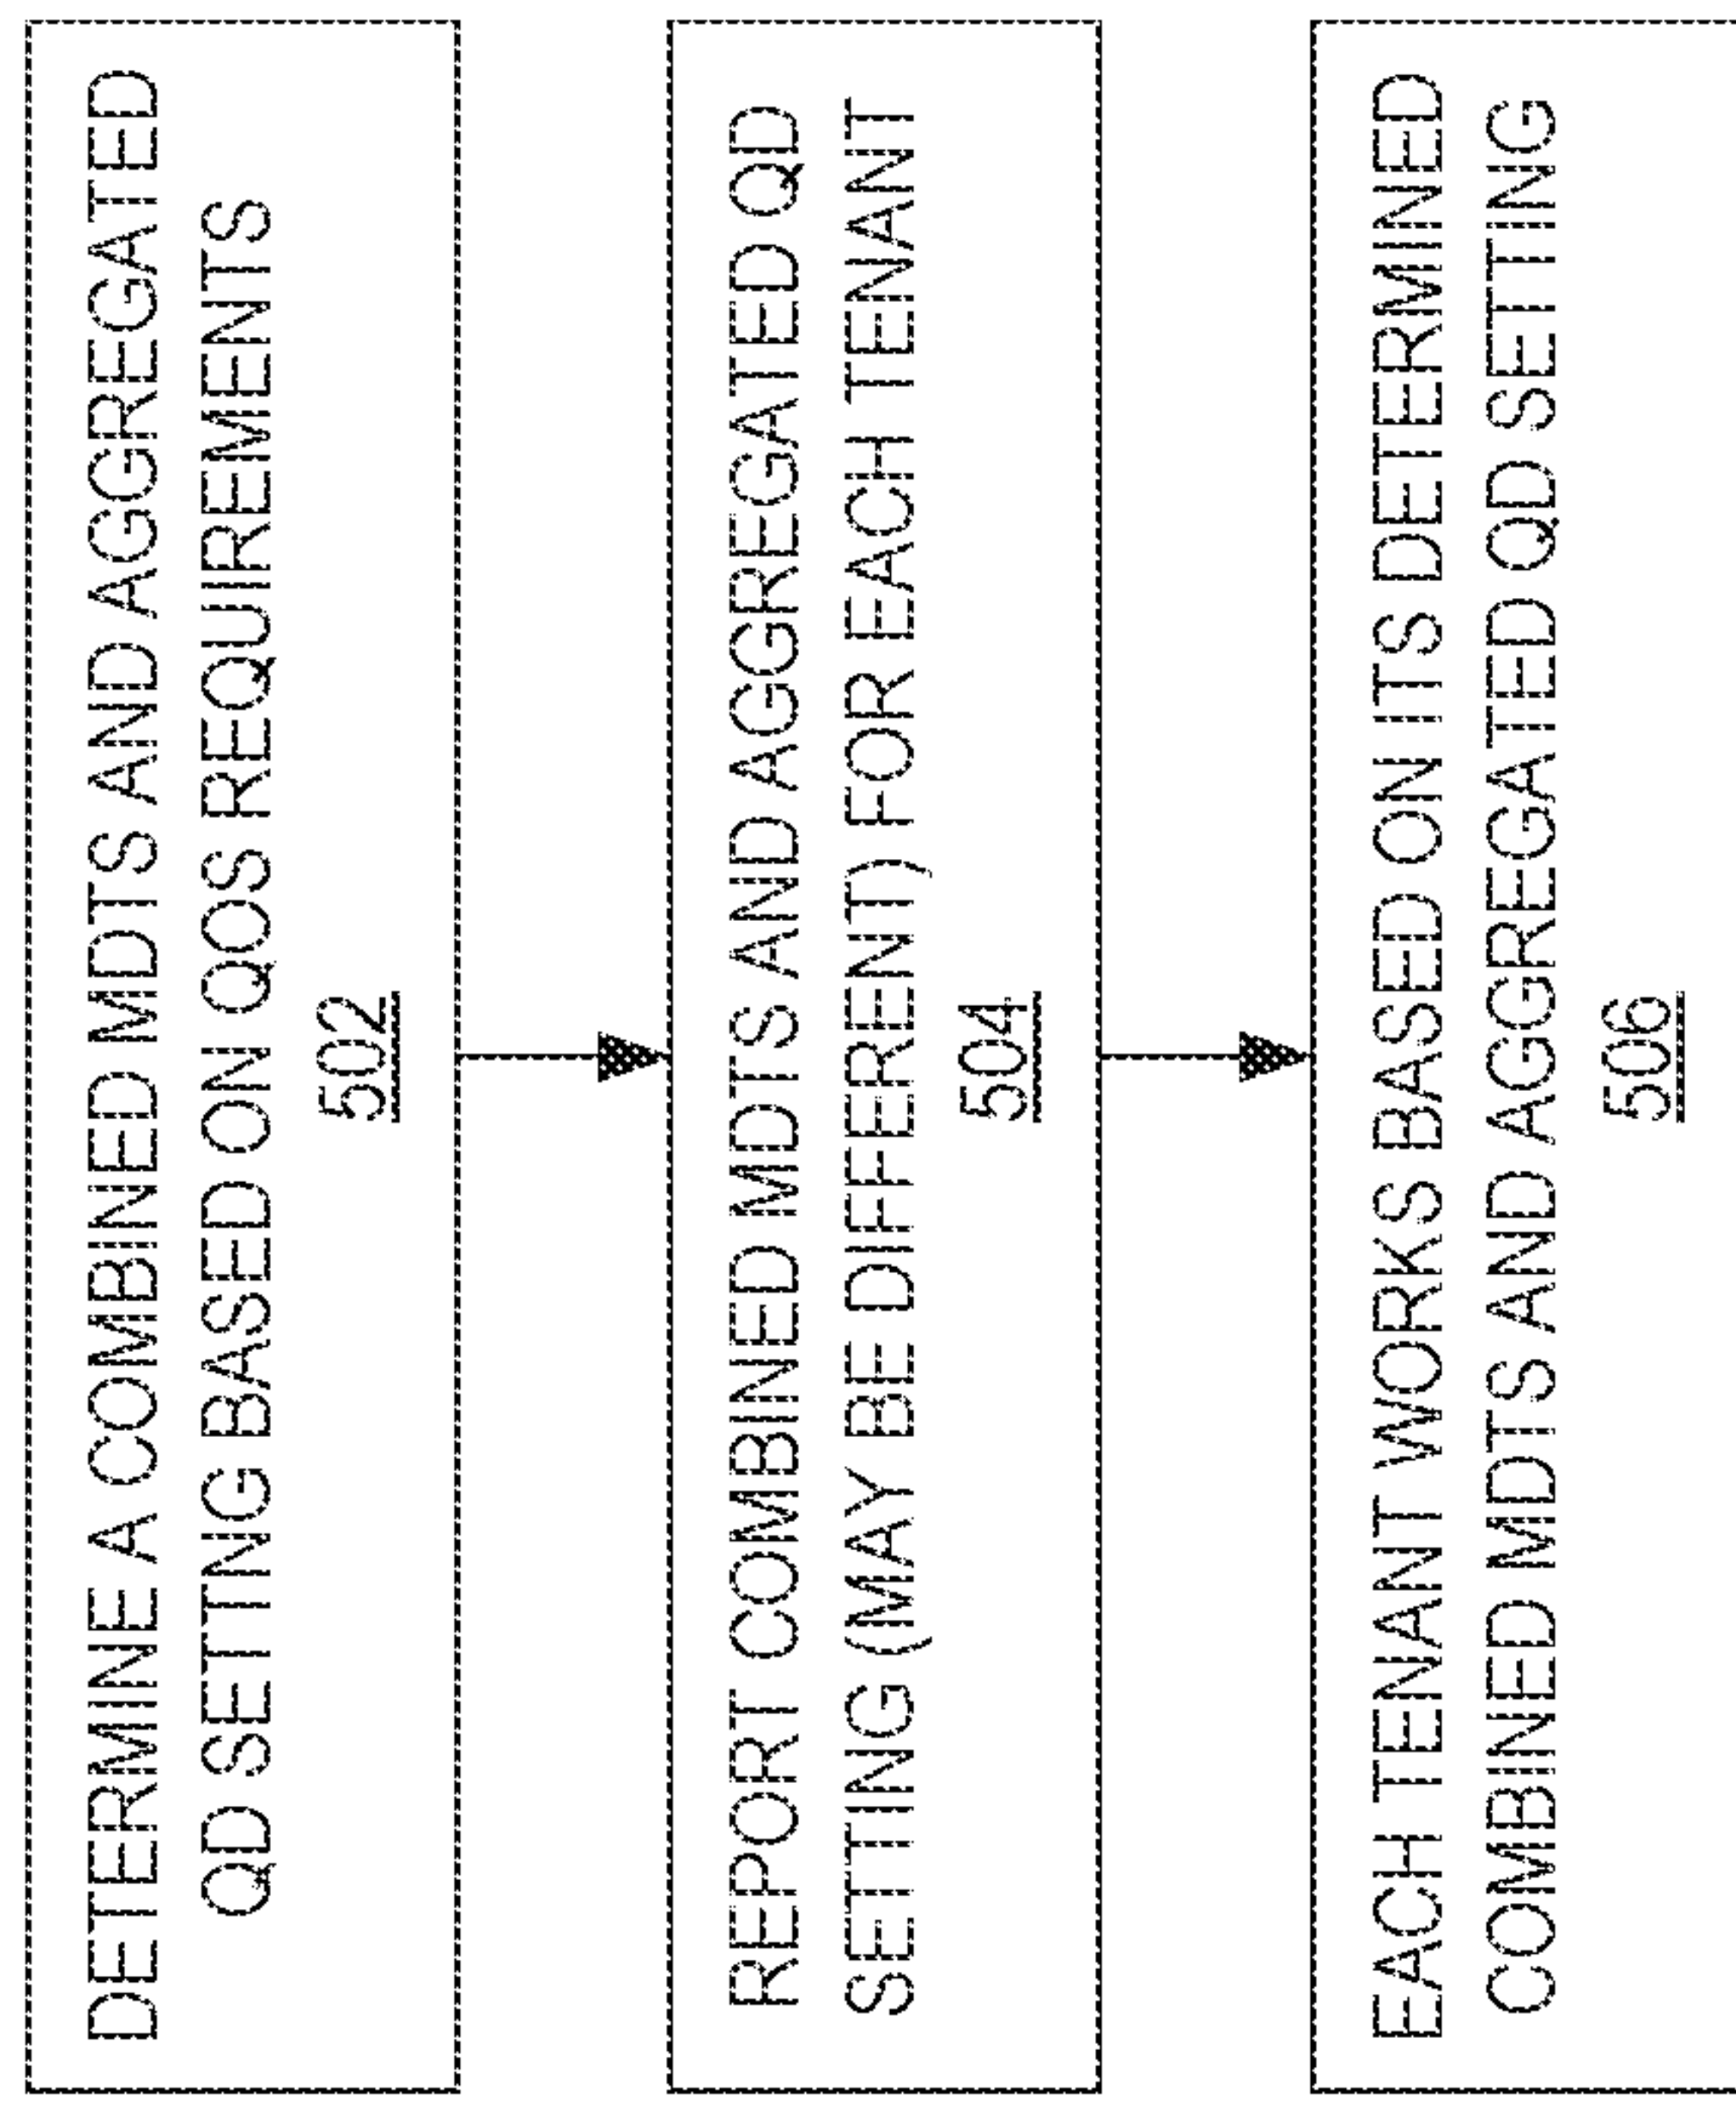 DETERMINE A COMBINED MDTS AND AGGREGATED
QD SETTING BASED ON QOS REQUIREMENTS
502
REPORT COMBINED MDTS AND AGGREGATED QD
SETTING (MAY BE DIFFERENT) FOR EACH TENANT
504
EACH TENANT WORKS BASED ON ITS DETERMINED
COMBINED MDTS AND AGGREGATED QD SETTING
506